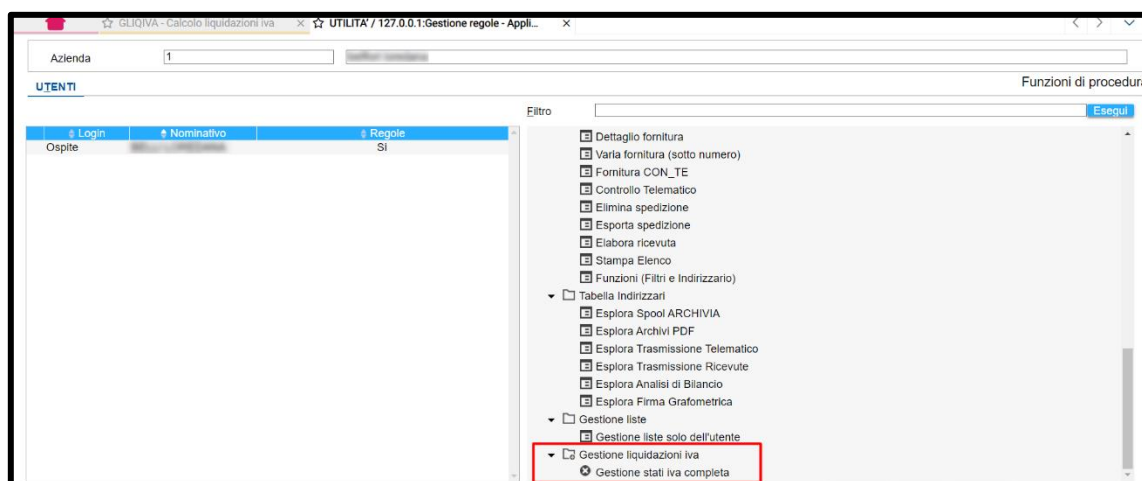 GLIQIVA - Calcolo liquidazioni iva × UTILITA' / 127.0.0.1:Gestione regole - Appli... ×
Azienda 1
UTENTI Funzioni di procedura
Filtro Esegui
Login Nominativo Regole
Ospite Si
Dettaglio fornitura
Varia fornitura (sotto numero)
Fornitura CON_TE
Controllo Telematico
Elimina spedizione
Esporta spedizione
Elabora ricevuta
Stampa Elenco
Funzioni (Filtri e Indirizzario)
Tabella Indirizzari
Esplora Spool ARCHIVIA
Esplora Archivi PDF
Esplora Trasmissione Telematico
Esplora Trasmissione Ricevute
Esplora Analisi di Bilancio
Esplora Firma Grafometrica
Gestione liste
Gestione liste solo dell'utente
Gestione liquidazioni iva
Gestione stati iva completa